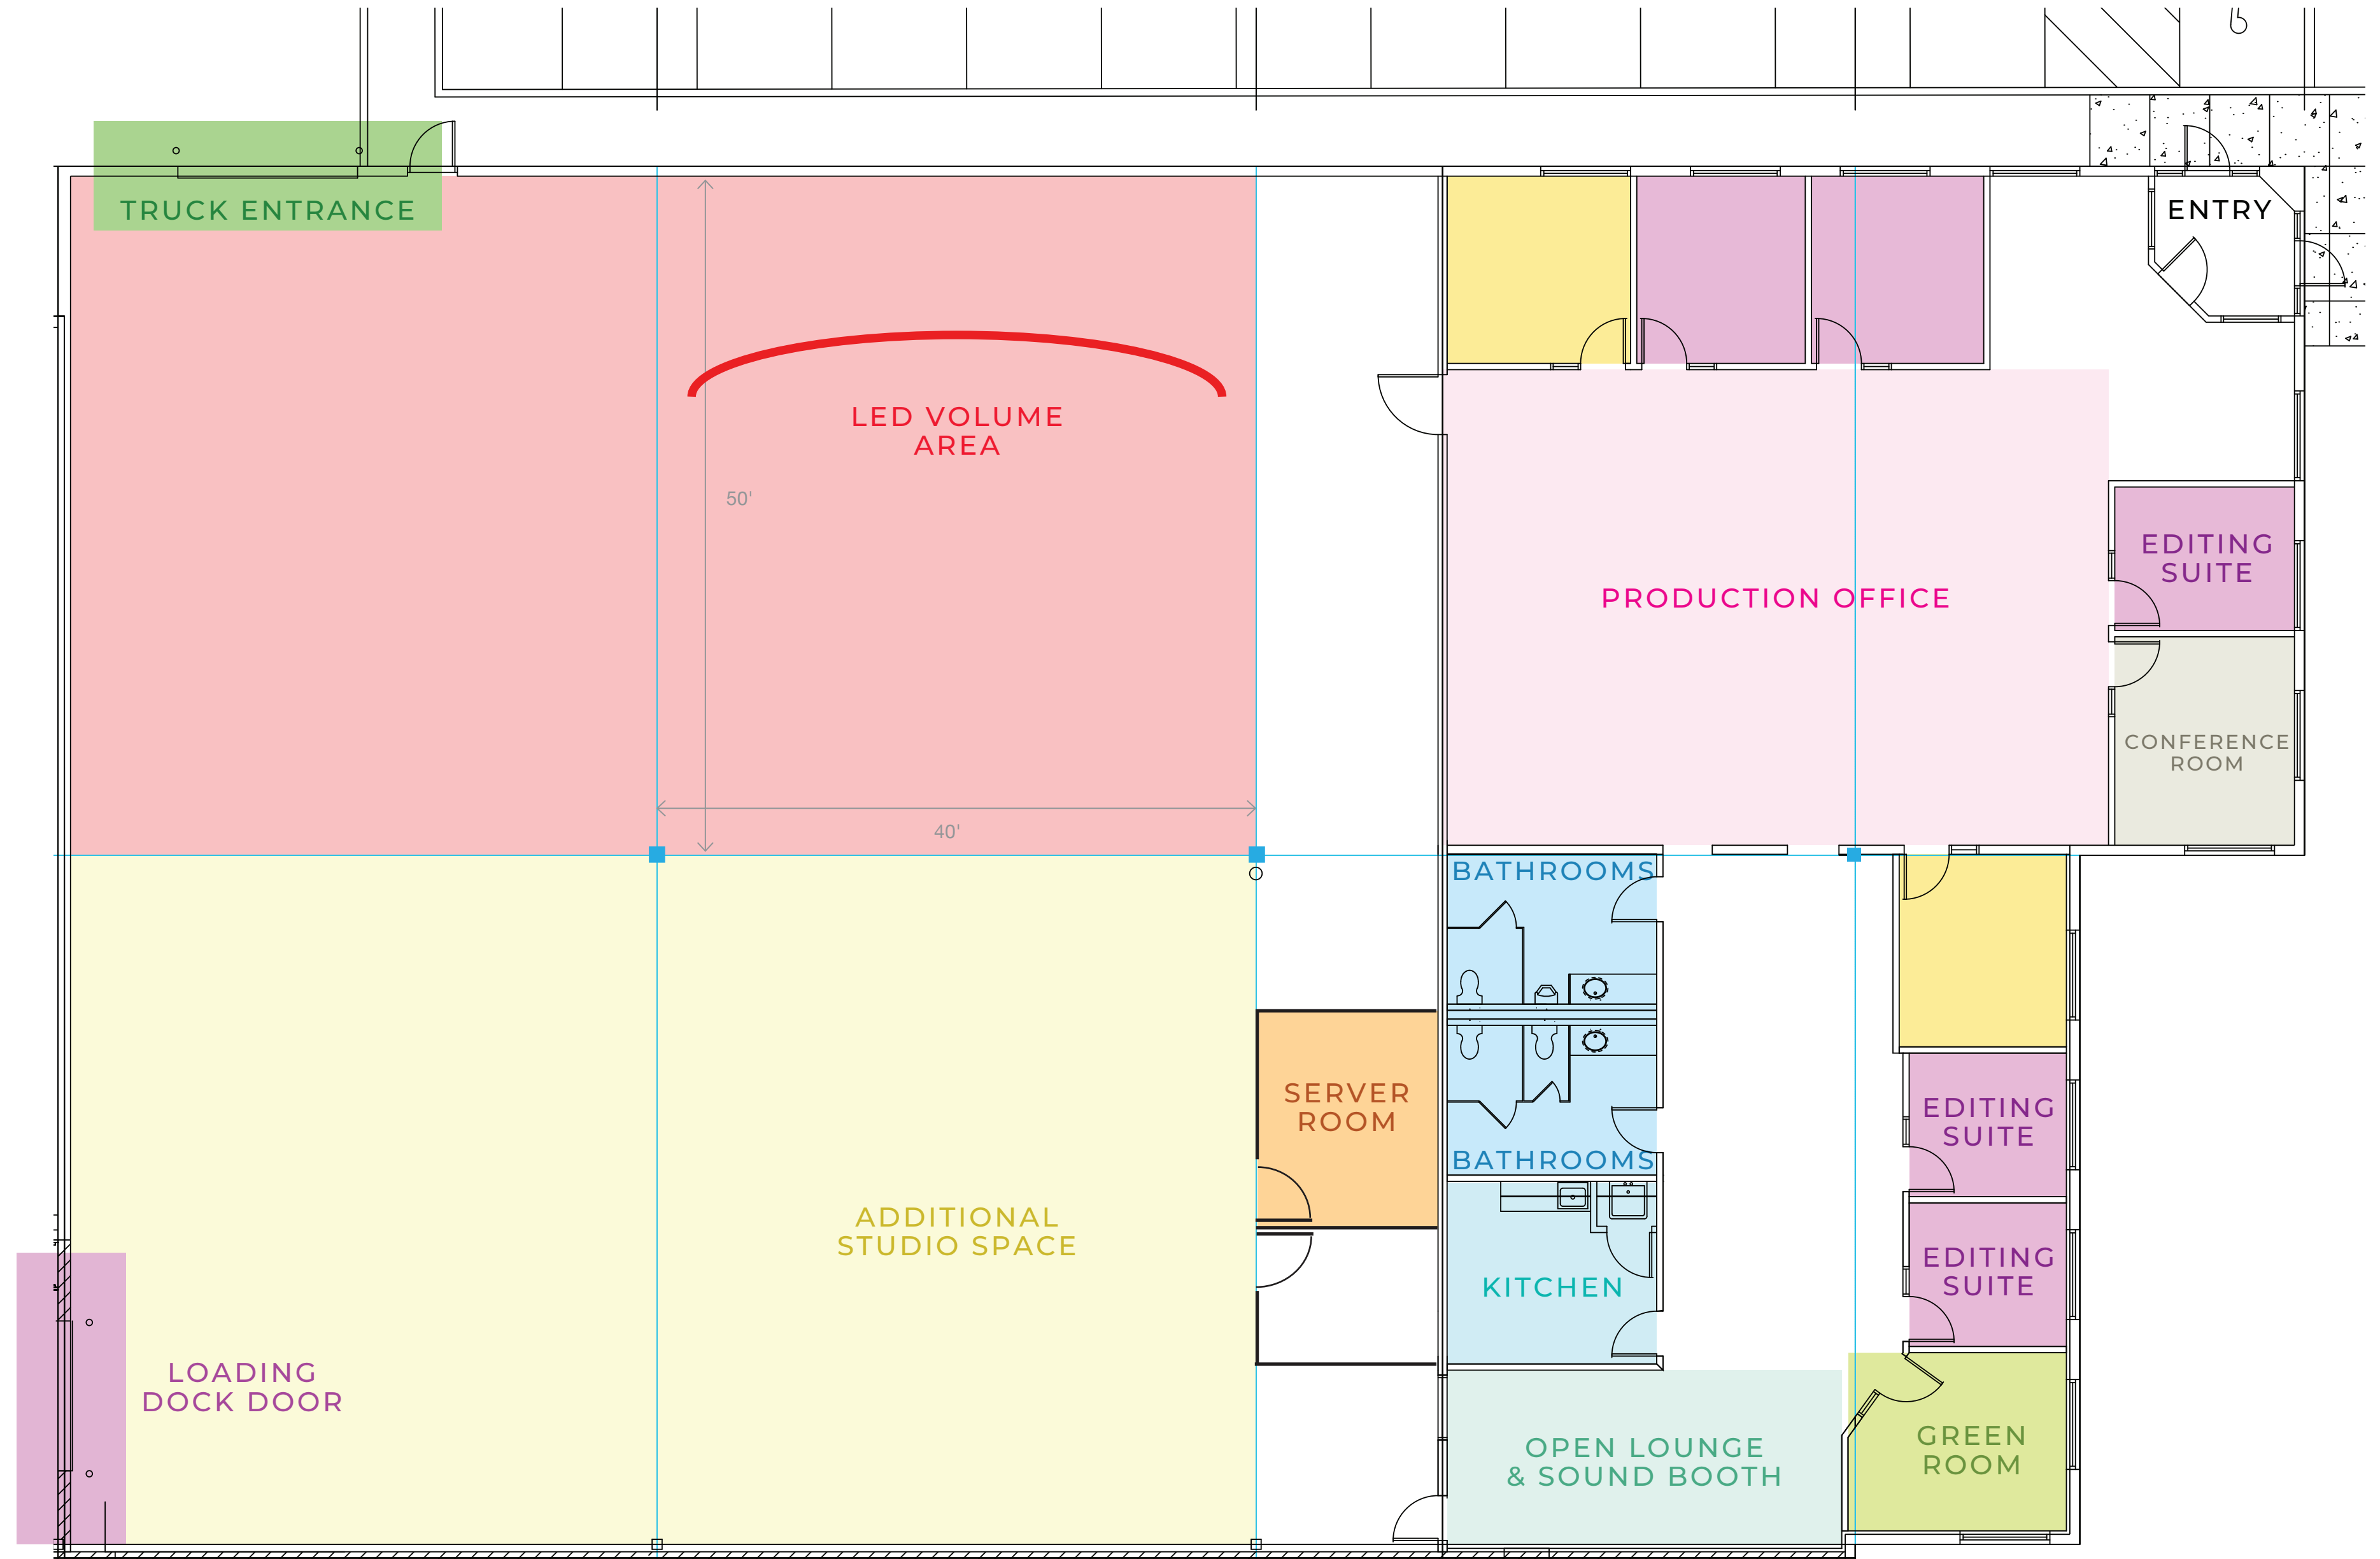 TRUCK ENTRANCE
ENTRY
LED VOLUME
AREA
50'
EDITING
SUITE
PRODUCTION OFFICE
CONFERENCE
ROOM
40'
BATHROOMS
SERVER
ROOM
EDITING
SUITE
BATHROOMS
ADDITIONAL
STUDIO SPACE
EDITING
SUITE
KITCHEN
LOADING
DOCK DOOR
OPEN LOUNGE
& SOUND BOOTH
GREEN
ROOM